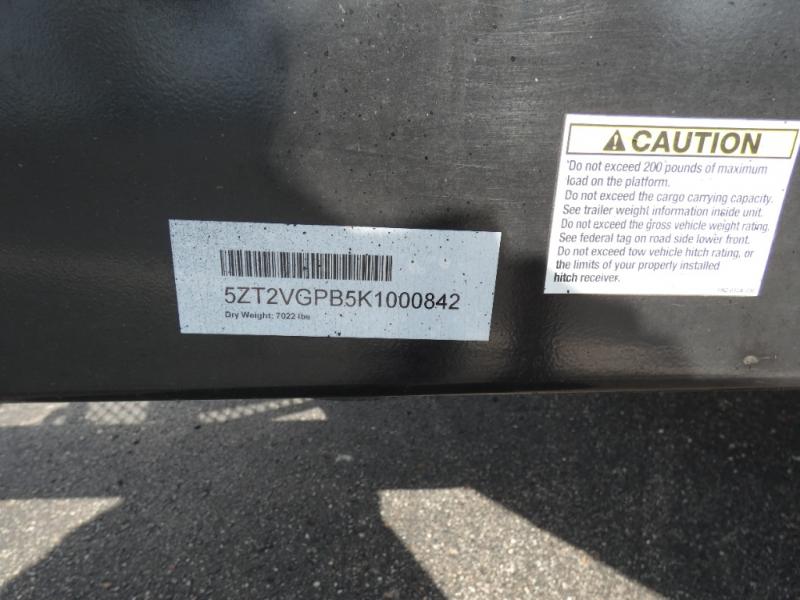 CAUTION
Do not exceed 200 pounds of maximum
load on the platform.
Do not exceed the cargo carrying capacity.
See trailer weight information inside unit.
Do not exceed the gross vehicle weight rating.
See federal tag on road side lower front.
Do not exceed tow vehicle hitch rating, or
the limits of your properly installed
hitch receiver.
5ZT2VGPB5K1000842
Dry Weight: 7022 lbs